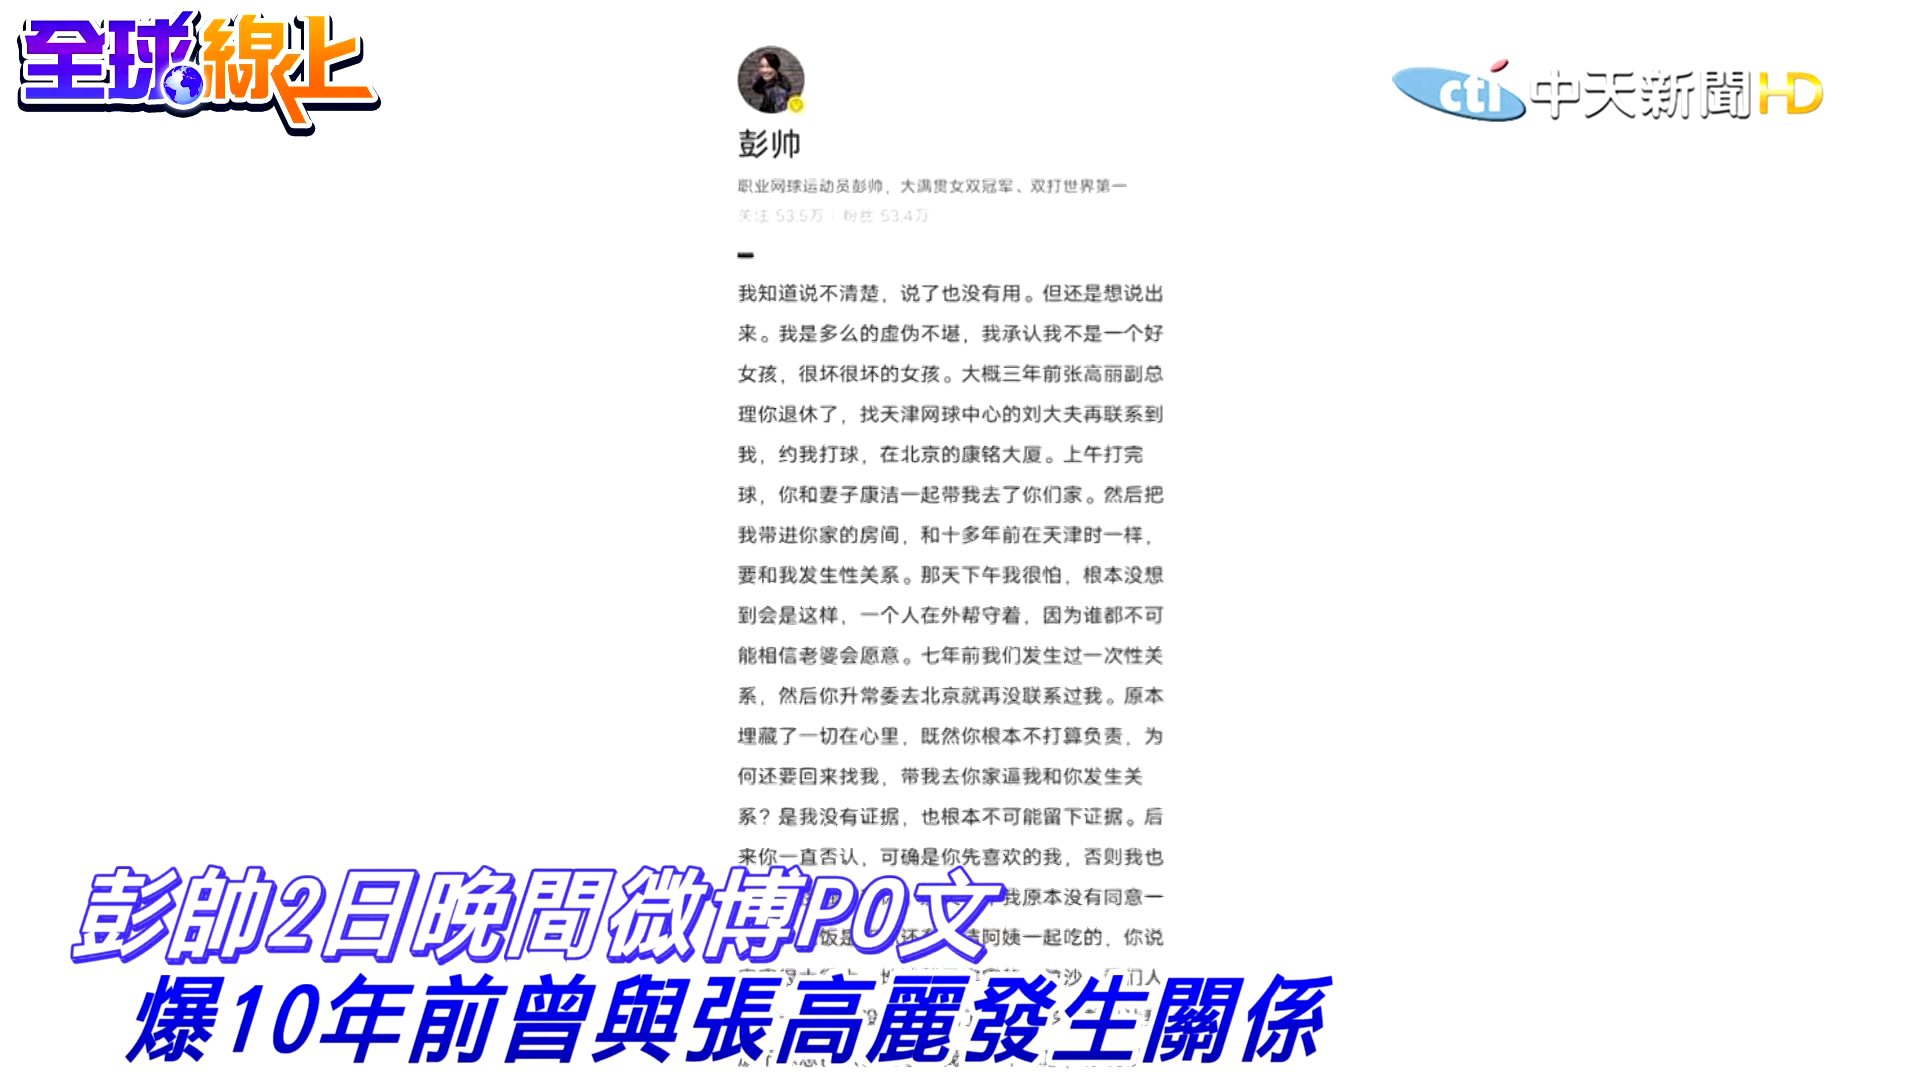 全球線上
cti 中天新聞HD
彭帅
职业网球运动员彭帅，大满贯女双冠军、双打世界第一
关注 53.5万 | 粉丝 53.4万
我知道说不清楚，说了也没有用。但还是想说出
来。我是多么的虚伪不堪，我承认我不是一个好
女孩，很坏很坏的女孩。大概三年前张高丽副总
理你退休了，找天津网球中心的刘大夫再联系到
我，约我打球，在北京的康铭大厦。上午打完
球，你和妻子康洁一起带我去了你们家。然后把
我带进你家的房间，和十多年前在天津时一样，
要和我发生性关系。那天下午我很怕，根本没想
到会是这样，一个人在外帮守着，因为谁都不可
能相信老婆会愿意。七年前我们发生过一次性关
系，然后你升常委去北京就再没联系过我。原本
埋藏了一切在心里，既然你根本不打算负责，为
何还要回来找我，带我去你家逼我和你发生关
系？是我没有证据，也根本不可能留下证据。后
来你一直否认，可确是你先喜欢的我，否则我也
我原本没有同意一
阿姨一起吃的，你说
彭帥2日晚間微博PO文
爆10年前曾與張高麗發生關係